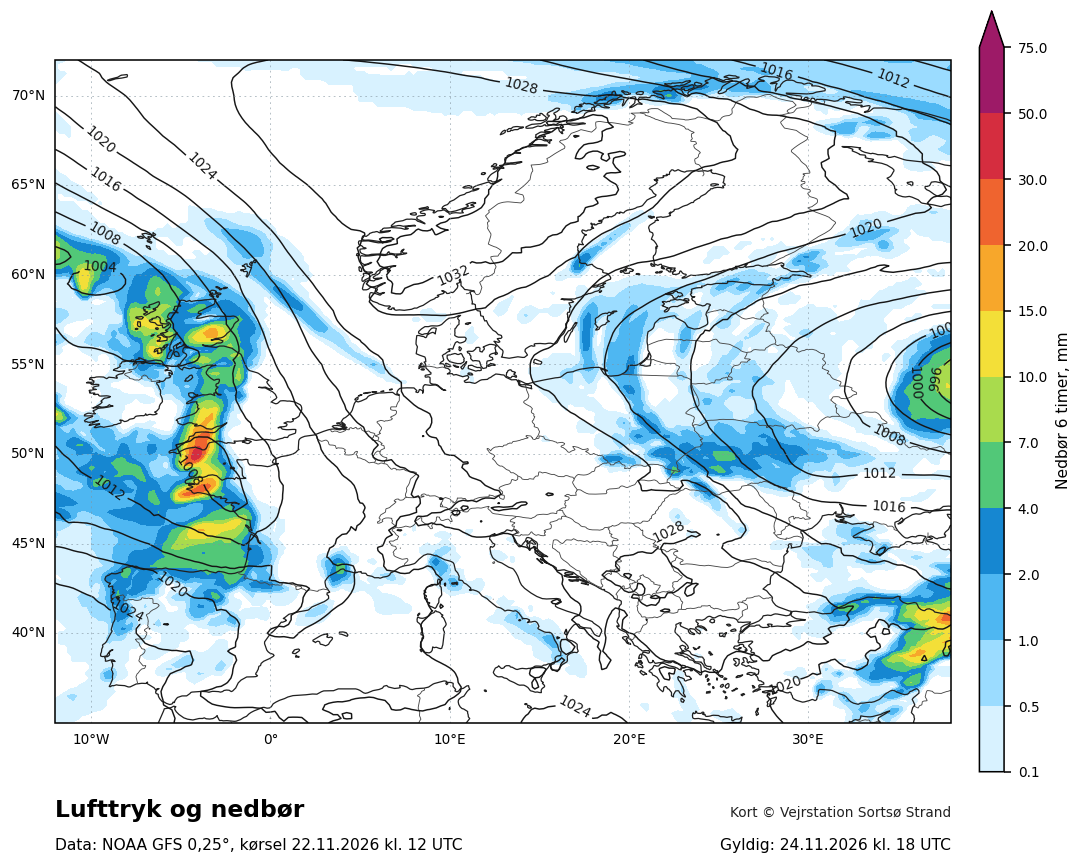 75.0
50.0
30.0
20.0
15.0
10.0
7.0
4.0
2.0
1.0
0.5
0.1
Nedbør 6 timer, mm
70°N
65°N
60°N
55°N
50°N
45°N
40°N
10°W
0°
10°E
20°E
30°E
1016
1012
1028
1020
1024
1016
1008
1004
1032
1020
1000
996
1008
1012
1016
1008
1012
1028
1020
1024
1020
1024
Lufttryk og nedbør
Kort © Vejrstation Sortsø Strand
Data: NOAA GFS 0,25°, kørsel 22.11.2026 kl. 12 UTC
Gyldig: 24.11.2026 kl. 18 UTC